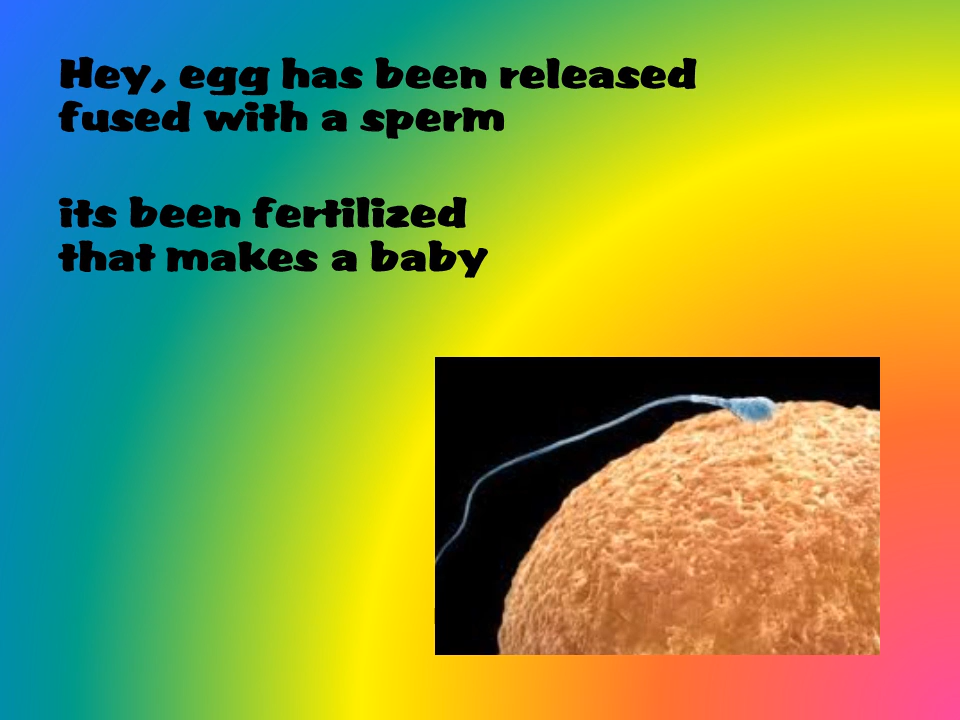 Hey, egg has been released
fused with a sperm
its been fertilized
that makes a baby